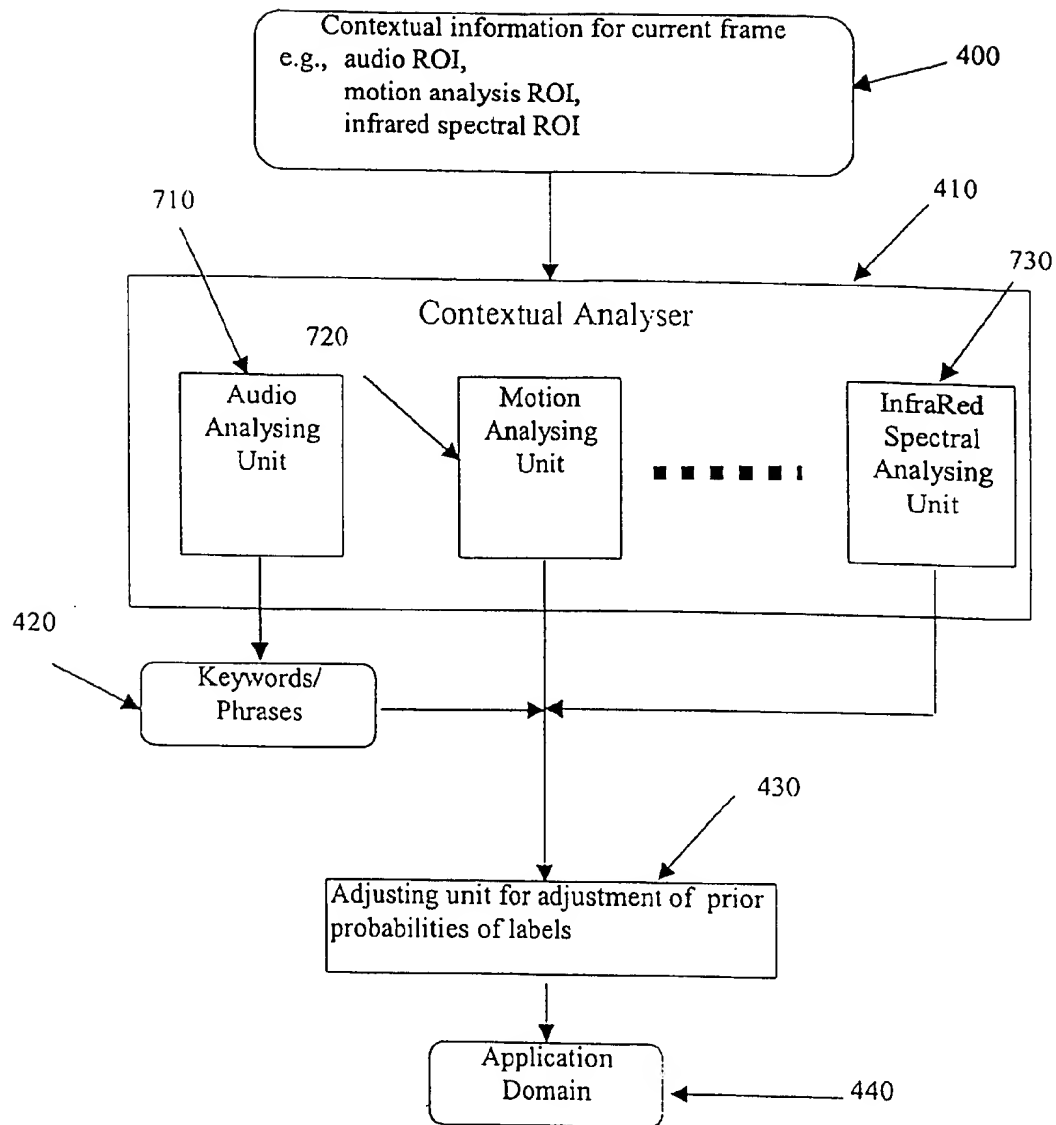 Contextual information for current frame
e.g., audio ROI,
motion analysis ROI,
infrared spectral ROI
400
710
410
730
Contextual Analyser
720
Audio
Analysing
Unit
Motion
Analysing
Unit
InfraRed
Spectral
Analysing
Unit
420
Keywords/
Phrases
430
Adjusting unit for adjustment of prior
probabilities of labels
Application
Domain
440